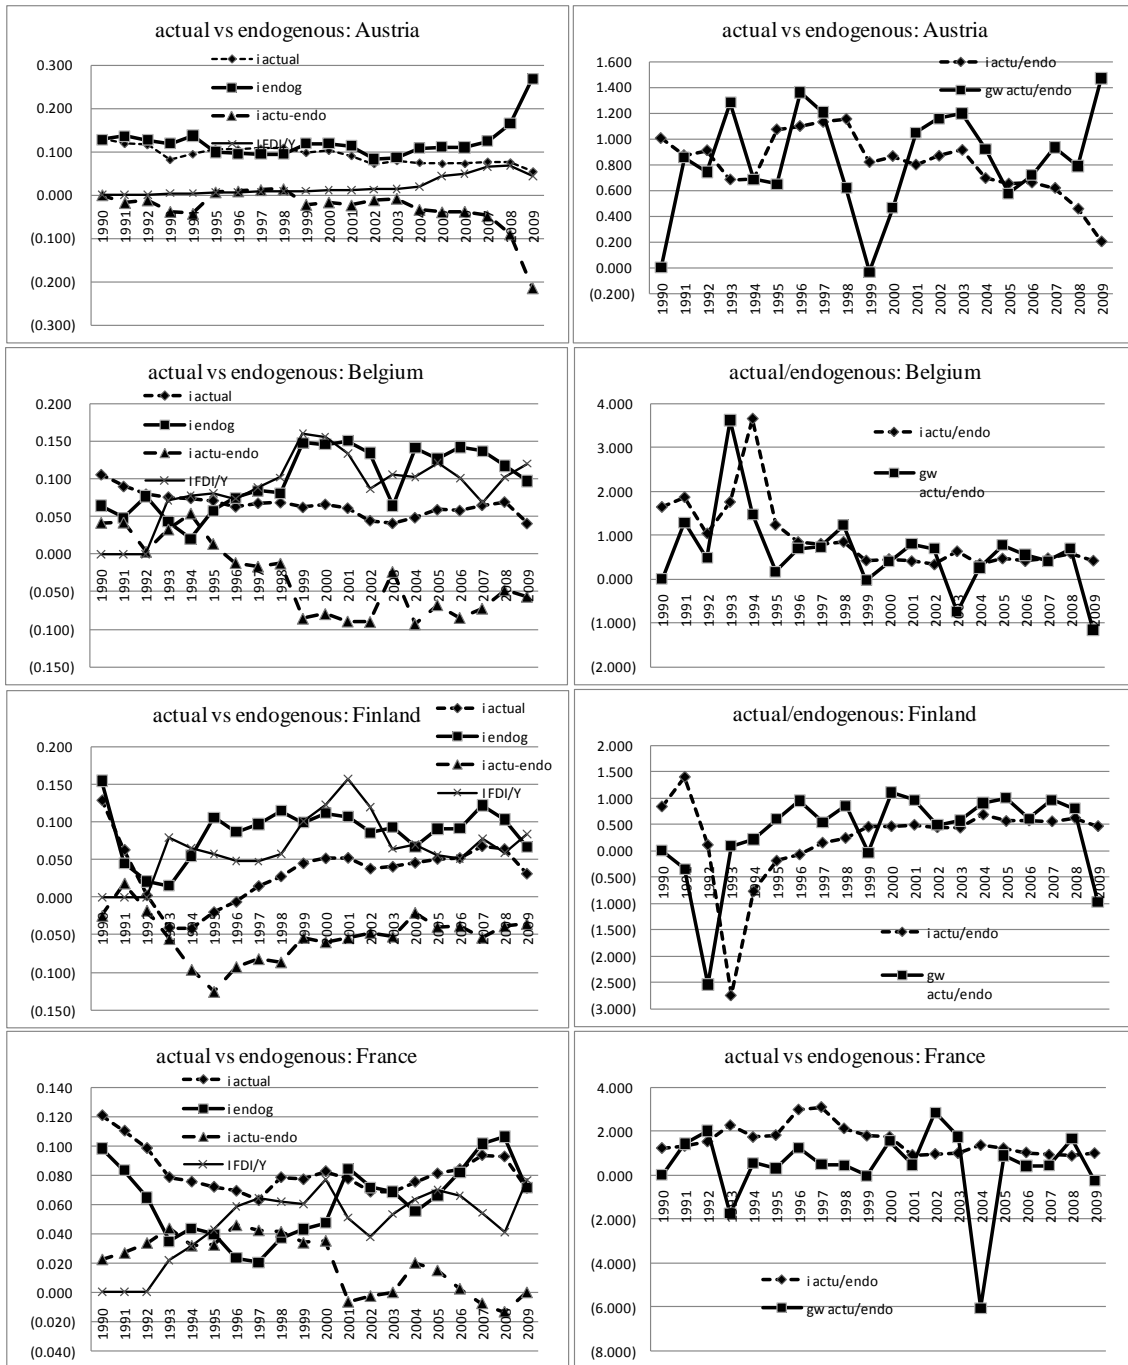 actual vs endogenous: Austria
i actual
i endog
i actu-endo
IFDI/Y
0.300
0.200
0.100
0.000
(0.100)
(0.200)
(0.300)
1990 1991 1992 1993 1994 1995 1996 1997 1998 1999 2000 2001 2002 2003 2004 2005 2006 2007 2008 2009
actual vs endogenous: Austria
i actu/endo
gw actu/endo
1.600
1.400
1.200
1.000
0.800
0.600
0.400
0.200
0.000
(0.200)
1990 1991 1992 1993 1994 1995 1996 1997 1998 1999 2000 2001 2002 2003 2004 2005 2006 2007 2008 2009
actual vs endogenous: Belgium
i actual
i endog
i actu-endo
IFDI/Y
0.200
0.150
0.100
0.050
0.000
(0.050)
(0.100)
(0.150)
1990 1991 1992 1993 1994 1995 1996 1997 1998 1999 2000 2001 2002 2003 2004 2005 2006 2007 2008 2009
actual/endogenous: Belgium
i actu/endo
gw
actu/endo
4.000
3.000
2.000
1.000
0.000
(1.000)
(2.000)
1990 1991 1992 1993 1994 1995 1996 1997 1998 1999 2000 2001 2002 2003 2004 2005 2006 2007 2008 2009
actual vs endogenous: Finland
i actual
i endog
i actu-endo
IFDI/Y
0.200
0.150
0.100
0.050
0.000
(0.050)
(0.100)
(0.150)
1990 1991 1992 1993 1994 1995 1996 1997 1998 1999 2000 2001 2002 2003 2004 2005 2006 2007 2008 2009
actual/endogenous: Finland
i actu/endo
gw
actu/endo
2.000
1.500
1.000
0.500
0.000
(0.500)
(1.000)
(1.500)
(2.000)
(2.500)
(3.000)
1990 1991 1992 1993 1994 1995 1996 1997 1998 1999 2000 2001 2002 2003 2004 2005 2006 2007 2008 2009
actual vs endogenous: France
i actual
i endog
i actu-endo
IFDI/Y
0.140
0.120
0.100
0.080
0.060
0.040
0.020
0.000
(0.020)
(0.040)
1990 1991 1992 1993 1994 1995 1996 1997 1998 1999 2000 2001 2002 2003 2004 2005 2006 2007 2008 2009
actual vs endogenous: France
i actu/endo
gw actu/endo
4.000
2.000
0.000
(2.000)
(4.000)
(6.000)
(8.000)
1990 1991 1992 1993 1994 1995 1996 1997 1998 1999 2000 2001 2002 2003 2004 2005 2006 2007 2008 2009